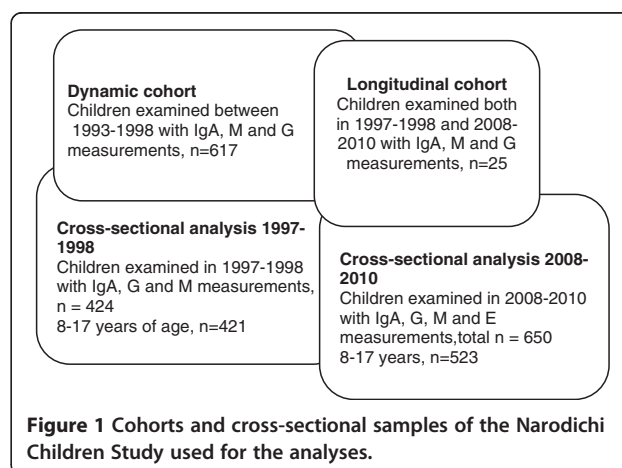 Dynamic cohort
Children examined between
1993-1998 with IgA, M and G
measurements, n=617
Longitudinal cohort
Children examined both
in 1997-1998 and 2008-
2010 with IgA, M and G
measurements, n=25
Cross-sectional analysis 1997-
1998
Children examined in 1997-1998
with IgA, G and M measurements,
n = 424
8-17 years of age, n=421
Cross-sectional analysis 2008-
2010
Children examined in 2008-2010
with IgA, G, M and E
measurements,total n = 650
8-17 years, n=523
Figure 1 Cohorts and cross-sectional samples of the Narodichi
Children Study used for the analyses.